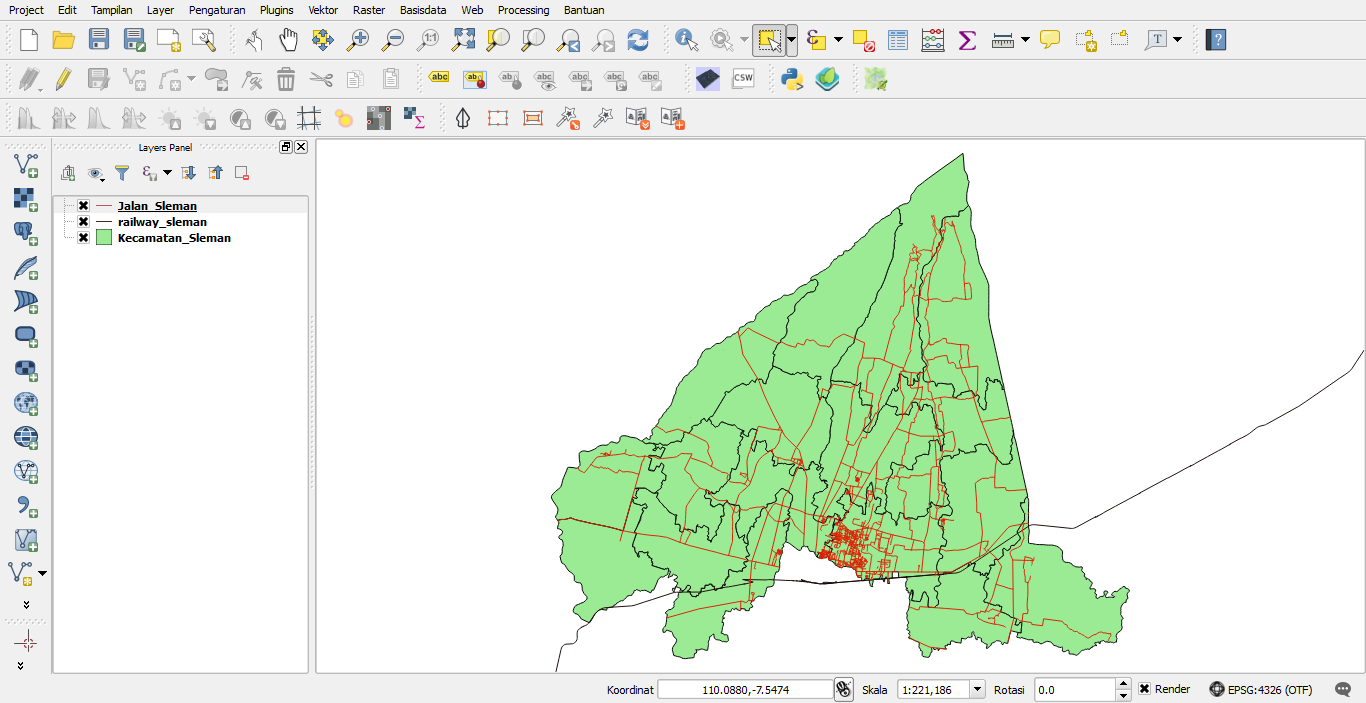 Project Edit Tampilan Layer Pengaturan Plugins Vektor Raster Basisdata Web Processing Bantuan
1:1 T ?
abc abc abc abc abc abc abc CSW
Layers Panel
Jalan_Sleman
railway_sleman
Kecamatan_Sleman
Koordinat 110.0880,-7.5474 Skala 1:221,186 Rotasi 0.0 Render EPSG:4326 (OTF)